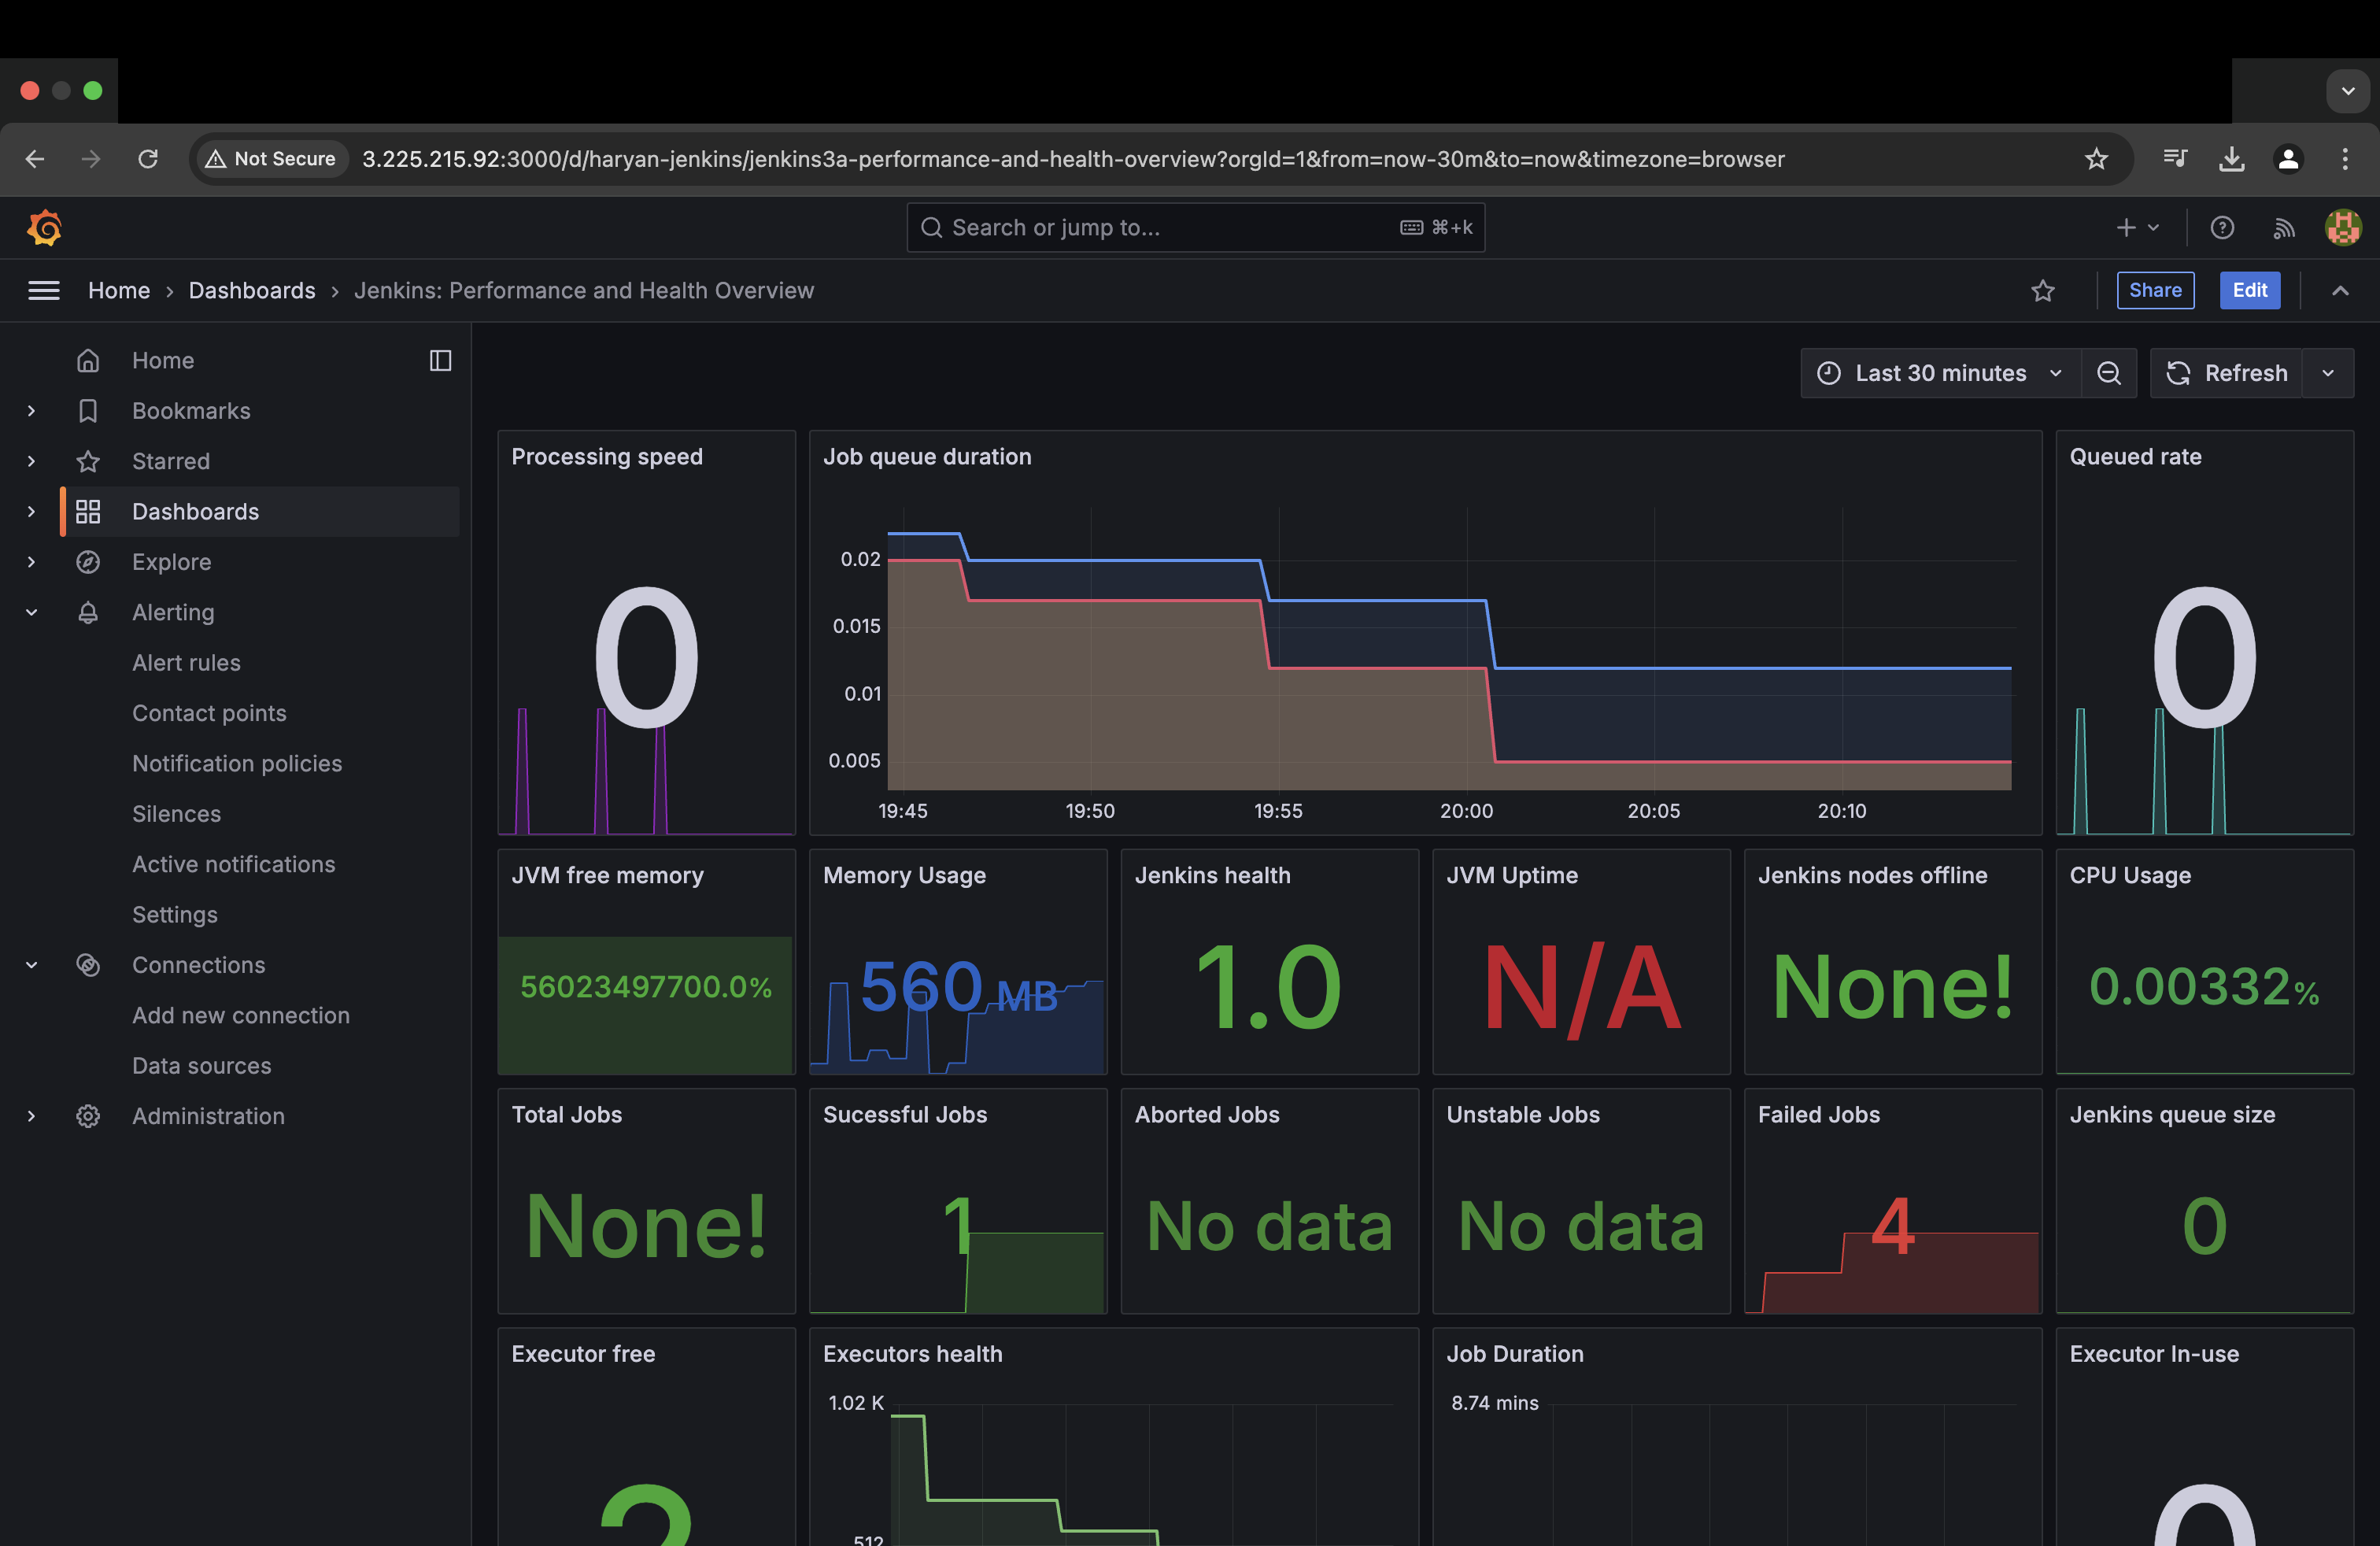 Not Secure 3.225.215.92:3000/d/haryan-jenkins/jenkins3a-performance-and-health-overview?orgId=1&from=now-30m&to=now&timezone=browser
Search or jump to... ⌘+k
Home › Dashboards › Jenkins: Performance and Health Overview
Share
Edit
Home
Bookmarks
Starred
Dashboards
Explore
Alerting
Alert rules
Contact points
Notification policies
Silences
Active notifications
Settings
Connections
Add new connection
Data sources
Administration
Last 30 minutes
Refresh
Processing speed
0
Job queue duration
0.02
0.015
0.01
0.005
19:45 19:50 19:55 20:00 20:05 20:10
Queued rate
0
JVM free memory
56023497700.0%
Memory Usage
560 MB
Jenkins health
1.0
JVM Uptime
N/A
Jenkins nodes offline
None!
CPU Usage
0.00332%
Total Jobs
None!
Sucessful Jobs
1
Aborted Jobs
No data
Unstable Jobs
No data
Failed Jobs
4
Jenkins queue size
0
Executor free
Executors health
1.02 K
512
Job Duration
8.74 mins
Executor In-use